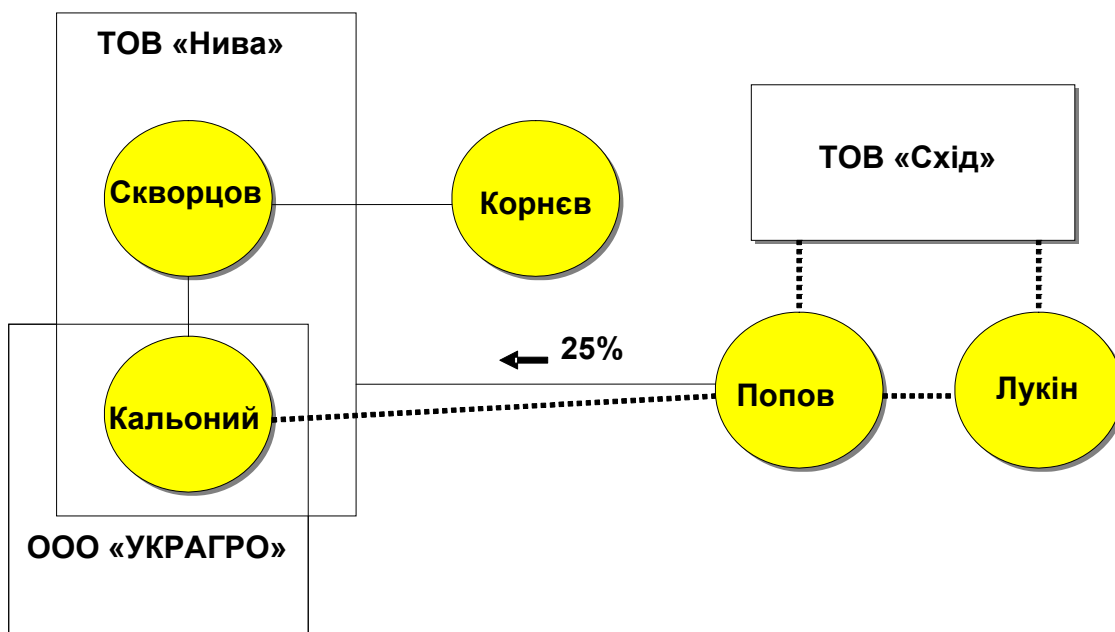 ТОВ «Нива»
ТОВ «Схід»
Скворцов
Корнєв
25%
Попов
Лукін
Кальоний
ООО «УКРАГРО»